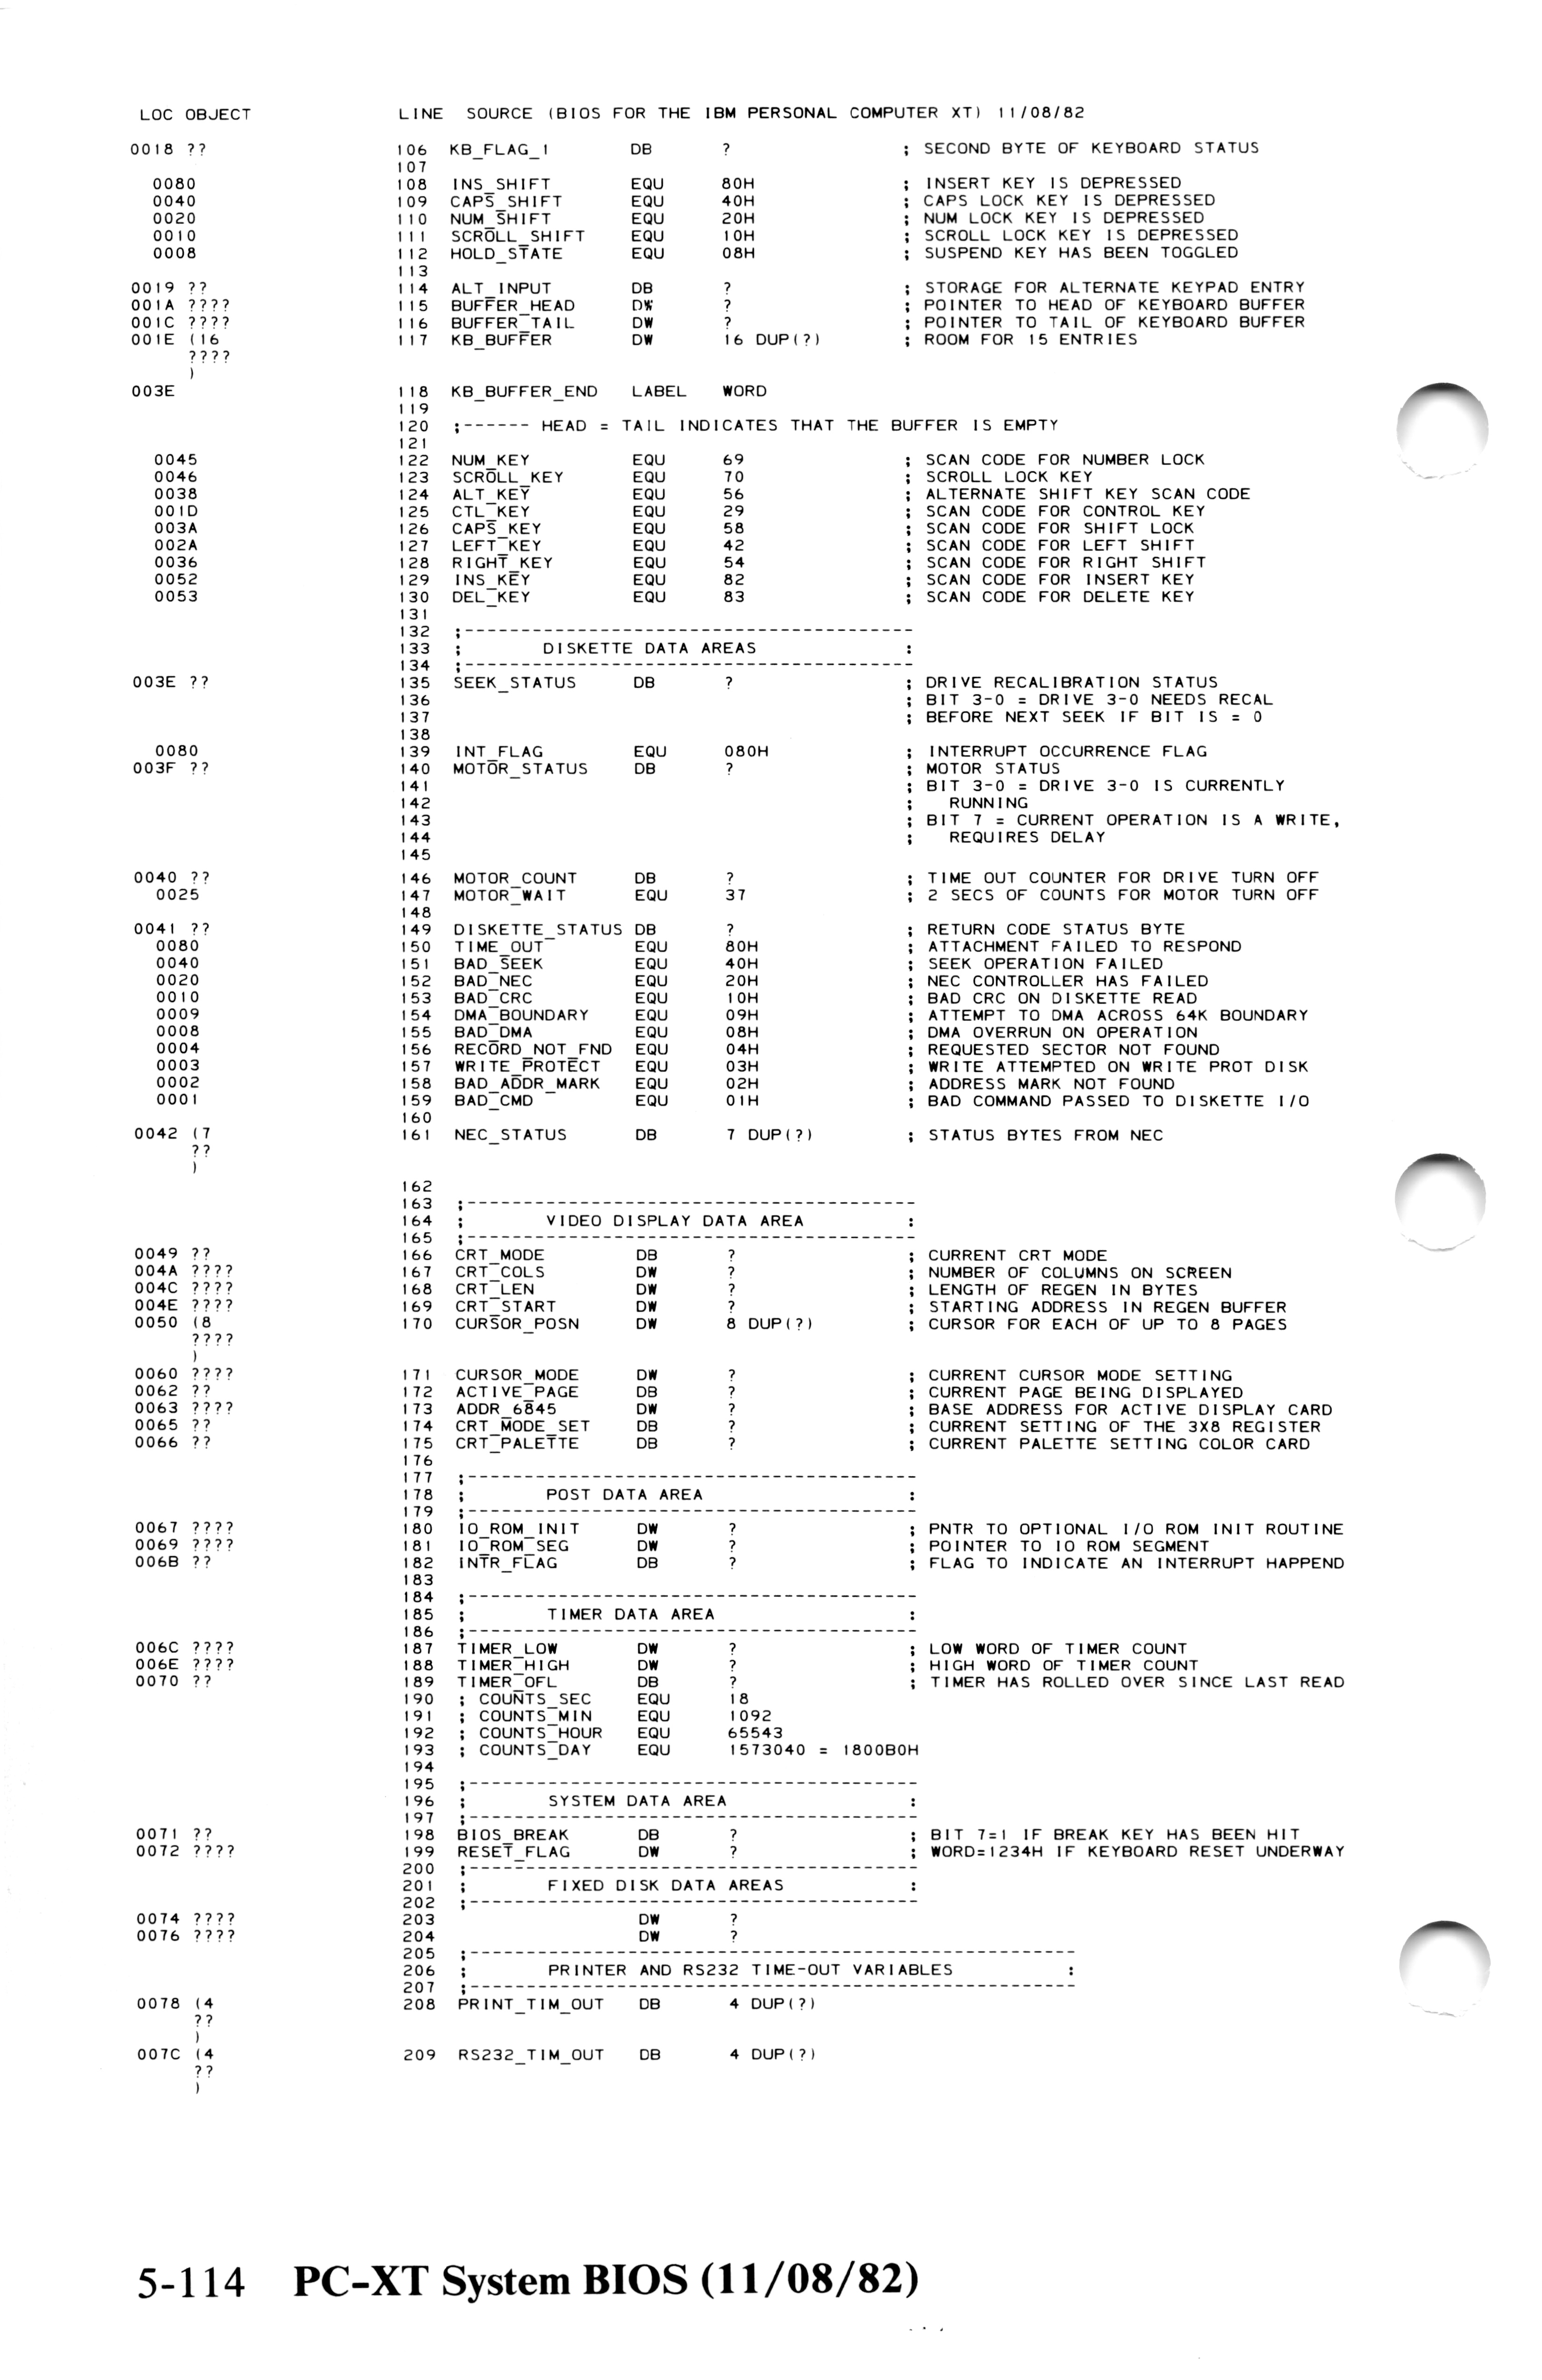 LOC OBJECT LINE SOURCE (BIOS FOR THE IBM PERSONAL COMPUTER XT) 11/08/82
0018 ?? 106 KB_FLAG_1 DB ? ; SECOND BYTE OF KEYBOARD STATUS
107
0080 108 INS_SHIFT EQU 80H ; INSERT KEY IS DEPRESSED
0040 109 CAPS_SHIFT EQU 40H ; CAPS LOCK KEY IS DEPRESSED
0020 110 NUM_SHIFT EQU 20H ; NUM LOCK KEY IS DEPRESSED
0010 111 SCROLL_SHIFT EQU 10H ; SCROLL LOCK KEY IS DEPRESSED
0008 112 HOLD_STATE EQU 08H ; SUSPEND KEY HAS BEEN TOGGLED
113
0019 ?? 114 ALT_INPUT DB ? ; STORAGE FOR ALTERNATE KEYPAD ENTRY
001A ???? 115 BUFFER_HEAD DW ? ; POINTER TO HEAD OF KEYBOARD BUFFER
001C ???? 116 BUFFER_TAIL DW ? ; POINTER TO TAIL OF KEYBOARD BUFFER
001E (16 117 KB_BUFFER DW 16 DUP(?) ; ROOM FOR 15 ENTRIES
????
)
003E 118 KB_BUFFER_END LABEL WORD
119
120 ;------ HEAD = TAIL INDICATES THAT THE BUFFER IS EMPTY
121
0045 122 NUM_KEY EQU 69 ; SCAN CODE FOR NUMBER LOCK
0046 123 SCROLL_KEY EQU 70 ; SCROLL LOCK KEY
0038 124 ALT_KEY EQU 56 ; ALTERNATE SHIFT KEY SCAN CODE
001D 125 CTL_KEY EQU 29 ; SCAN CODE FOR CONTROL KEY
003A 126 CAPS_KEY EQU 58 ; SCAN CODE FOR SHIFT LOCK
002A 127 LEFT_KEY EQU 42 ; SCAN CODE FOR LEFT SHIFT
0036 128 RIGHT_KEY EQU 54 ; SCAN CODE FOR RIGHT SHIFT
0052 129 INS_KEY EQU 82 ; SCAN CODE FOR INSERT KEY
0053 130 DEL_KEY EQU 83 ; SCAN CODE FOR DELETE KEY
131
132 ;----------------------------------------
133 ; DISKETTE DATA AREAS :
134 ;----------------------------------------
003E ?? 135 SEEK_STATUS DB ? ; DRIVE RECALIBRATION STATUS
136 ; BIT 3-0 = DRIVE 3-0 NEEDS RECAL
137 ; BEFORE NEXT SEEK IF BIT IS = 0
138
0080 139 INT_FLAG EQU 080H ; INTERRUPT OCCURRENCE FLAG
003F ?? 140 MOTOR_STATUS DB ? ; MOTOR STATUS
141 ; BIT 3-0 = DRIVE 3-0 IS CURRENTLY
142 ; RUNNING
143 ; BIT 7 = CURRENT OPERATION IS A WRITE,
144 ; REQUIRES DELAY
145
0040 ?? 146 MOTOR_COUNT DB ? ; TIME OUT COUNTER FOR DRIVE TURN OFF
0025 147 MOTOR_WAIT EQU 37 ; 2 SECS OF COUNTS FOR MOTOR TURN OFF
148
0041 ?? 149 DISKETTE_STATUS DB ? ; RETURN CODE STATUS BYTE
0080 150 TIME_OUT EQU 80H ; ATTACHMENT FAILED TO RESPOND
0040 151 BAD_SEEK EQU 40H ; SEEK OPERATION FAILED
0020 152 BAD_NEC EQU 20H ; NEC CONTROLLER HAS FAILED
0010 153 BAD_CRC EQU 10H ; BAD CRC ON DISKETTE READ
0009 154 DMA_BOUNDARY EQU 09H ; ATTEMPT TO DMA ACROSS 64K BOUNDARY
0008 155 BAD_DMA EQU 08H ; DMA OVERRUN ON OPERATION
0004 156 RECORD_NOT_FND EQU 04H ; REQUESTED SECTOR NOT FOUND
0003 157 WRITE_PROTECT EQU 03H ; WRITE ATTEMPTED ON WRITE PROT DISK
0002 158 BAD_ADDR_MARK EQU 02H ; ADDRESS MARK NOT FOUND
0001 159 BAD_CMD EQU 01H ; BAD COMMAND PASSED TO DISKETTE I/O
160
0042 (7 161 NEC_STATUS DB 7 DUP(?) ; STATUS BYTES FROM NEC
??
)
162
163 ;----------------------------------------
164 ; VIDEO DISPLAY DATA AREA :
165 ;----------------------------------------
0049 ?? 166 CRT_MODE DB ? ; CURRENT CRT MODE
004A ???? 167 CRT_COLS DW ? ; NUMBER OF COLUMNS ON SCREEN
004C ???? 168 CRT_LEN DW ? ; LENGTH OF REGEN IN BYTES
004E ???? 169 CRT_START DW ? ; STARTING ADDRESS IN REGEN BUFFER
0050 (8 170 CURSOR_POSN DW 8 DUP(?) ; CURSOR FOR EACH OF UP TO 8 PAGES
????
)
0060 ???? 171 CURSOR_MODE DW ? ; CURRENT CURSOR MODE SETTING
0062 ?? 172 ACTIVE_PAGE DB ? ; CURRENT PAGE BEING DISPLAYED
0063 ???? 173 ADDR_6845 DW ? ; BASE ADDRESS FOR ACTIVE DISPLAY CARD
0065 ?? 174 CRT_MODE_SET DB ? ; CURRENT SETTING OF THE 3X8 REGISTER
0066 ?? 175 CRT_PALETTE DB ? ; CURRENT PALETTE SETTING COLOR CARD
176
177 ;----------------------------------------
178 ; POST DATA AREA :
179 ;----------------------------------------
0067 ???? 180 IO_ROM_INIT DW ? ; PNTR TO OPTIONAL I/O ROM INIT ROUTINE
0069 ???? 181 IO_ROM_SEG DW ? ; POINTER TO IO ROM SEGMENT
006B ?? 182 INTR_FLAG DB ? ; FLAG TO INDICATE AN INTERRUPT HAPPEND
183
184 ;----------------------------------------
185 ; TIMER DATA AREA :
186 ;----------------------------------------
006C ???? 187 TIMER_LOW DW ? ; LOW WORD OF TIMER COUNT
006E ???? 188 TIMER_HIGH DW ? ; HIGH WORD OF TIMER COUNT
0070 ?? 189 TIMER_OFL DB ? ; TIMER HAS ROLLED OVER SINCE LAST READ
190 ; COUNTS_SEC EQU 18
191 ; COUNTS_MIN EQU 1092
192 ; COUNTS_HOUR EQU 65543
193 ; COUNTS_DAY EQU 1573040 = 1800B0H
194
195 ;----------------------------------------
196 ; SYSTEM DATA AREA :
197 ;----------------------------------------
0071 ?? 198 BIOS_BREAK DB ? ; BIT 7=1 IF BREAK KEY HAS BEEN HIT
0072 ???? 199 RESET_FLAG DW ? ; WORD=1234H IF KEYBOARD RESET UNDERWAY
200 ;----------------------------------------
201 ; FIXED DISK DATA AREAS :
202 ;----------------------------------------
0074 ???? 203 DW ?
0076 ???? 204 DW ?
205 ;------------------------------------------------------
206 ; PRINTER AND RS232 TIME-OUT VARIABLES :
207 ;------------------------------------------------------
0078 (4 208 PRINT_TIM_OUT DB 4 DUP(?)
??
)
007C (4 209 RS232_TIM_OUT DB 4 DUP(?)
??
)
5-114 PC-XT System BIOS (11/08/82)